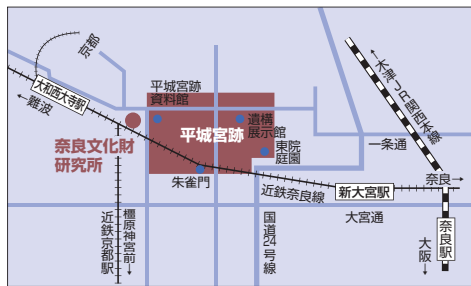 京都
大和西大寺駅
←難波
平城宮跡
資料館
遺構
展示館
平城宮跡
東院
庭園
奈良文化財
研究所
朱雀門
←木津JR関西本線
一条通
近鉄奈良線
新大宮駅
奈良→
大宮通
奈良駅
大阪→
国道24号線
橿原神宮前→
近鉄京都駅